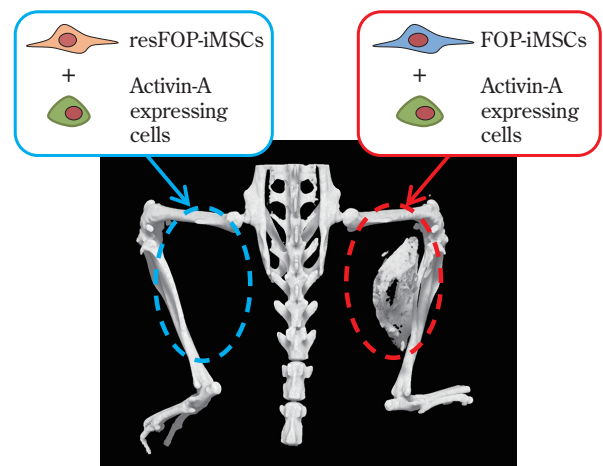 resFOP-iMSCs
+
Activin-A
expressing
cells
FOP-iMSCs
+
Activin-A
expressing
cells